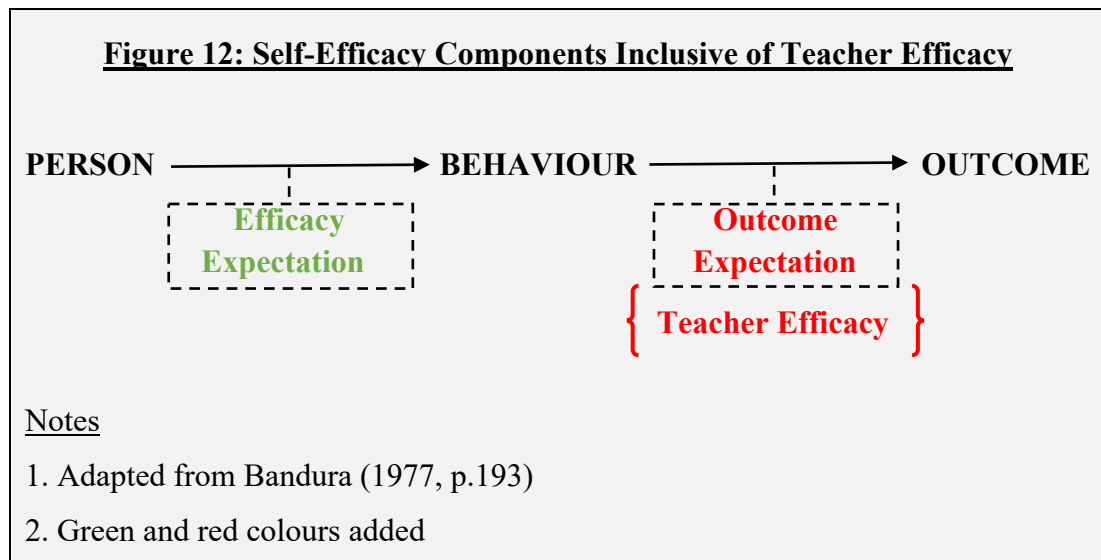 Figure 12: Self-Efficacy Components Inclusive of Teacher Efficacy
PERSON BEHAVIOUR OUTCOME
Efficacy
Expectation
Outcome
Expectation
{ Teacher Efficacy }
Notes
1. Adapted from Bandura (1977, p.193)
2. Green and red colours added